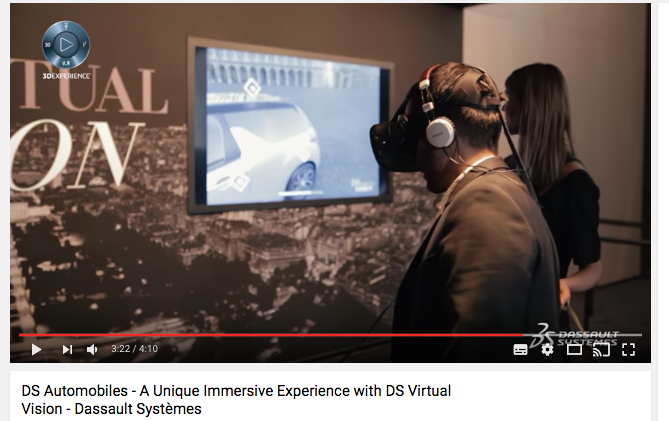 3D
V.R
3DEXPERIENCE
TUAL
ON
3:22 / 4:10
DASSAULT
SYSTEMES
DS Automobiles - A Unique Immersive Experience with DS Virtual
Vision - Dassault Systèmes